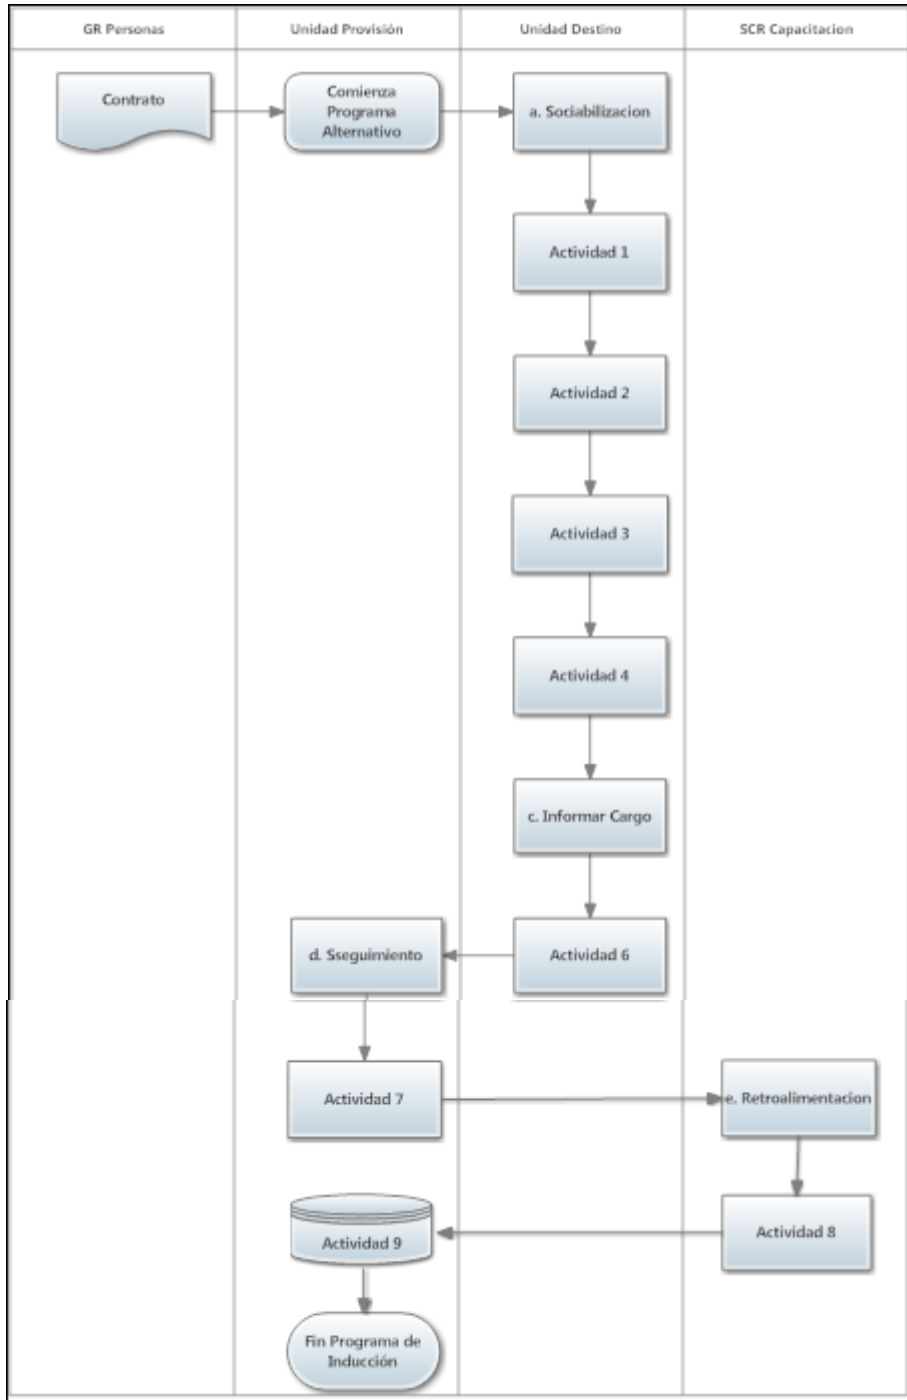 GR Personas
Unidad Provisión
Unidad Destino
SCR Capacitacion
Contrato
Comienza
Programa
Alternativo
a. Sociabilizacion
Actividad 1
Actividad 2
Actividad 3
Actividad 4
c. Informar Cargo
d. Sseguimiento
Actividad 6
Actividad 7
e. Retroalimentacion
Actividad 9
Actividad 8
Fin Programa de
Inducción